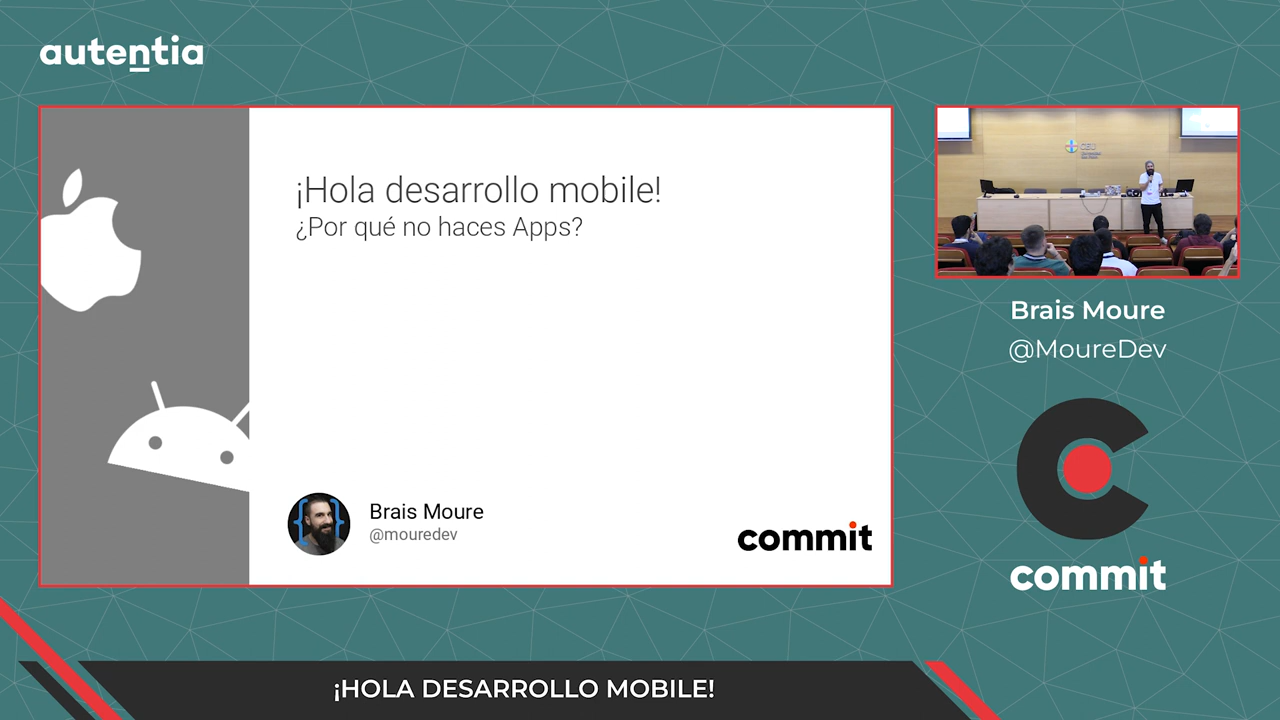 autentia
¡Hola desarrollo mobile!
¿Por qué no haces Apps?
Brais Moure
@mouredev
commit
CEU
Brais Moure
@MoureDev
commit
¡HOLA DESARROLLO MOBILE!